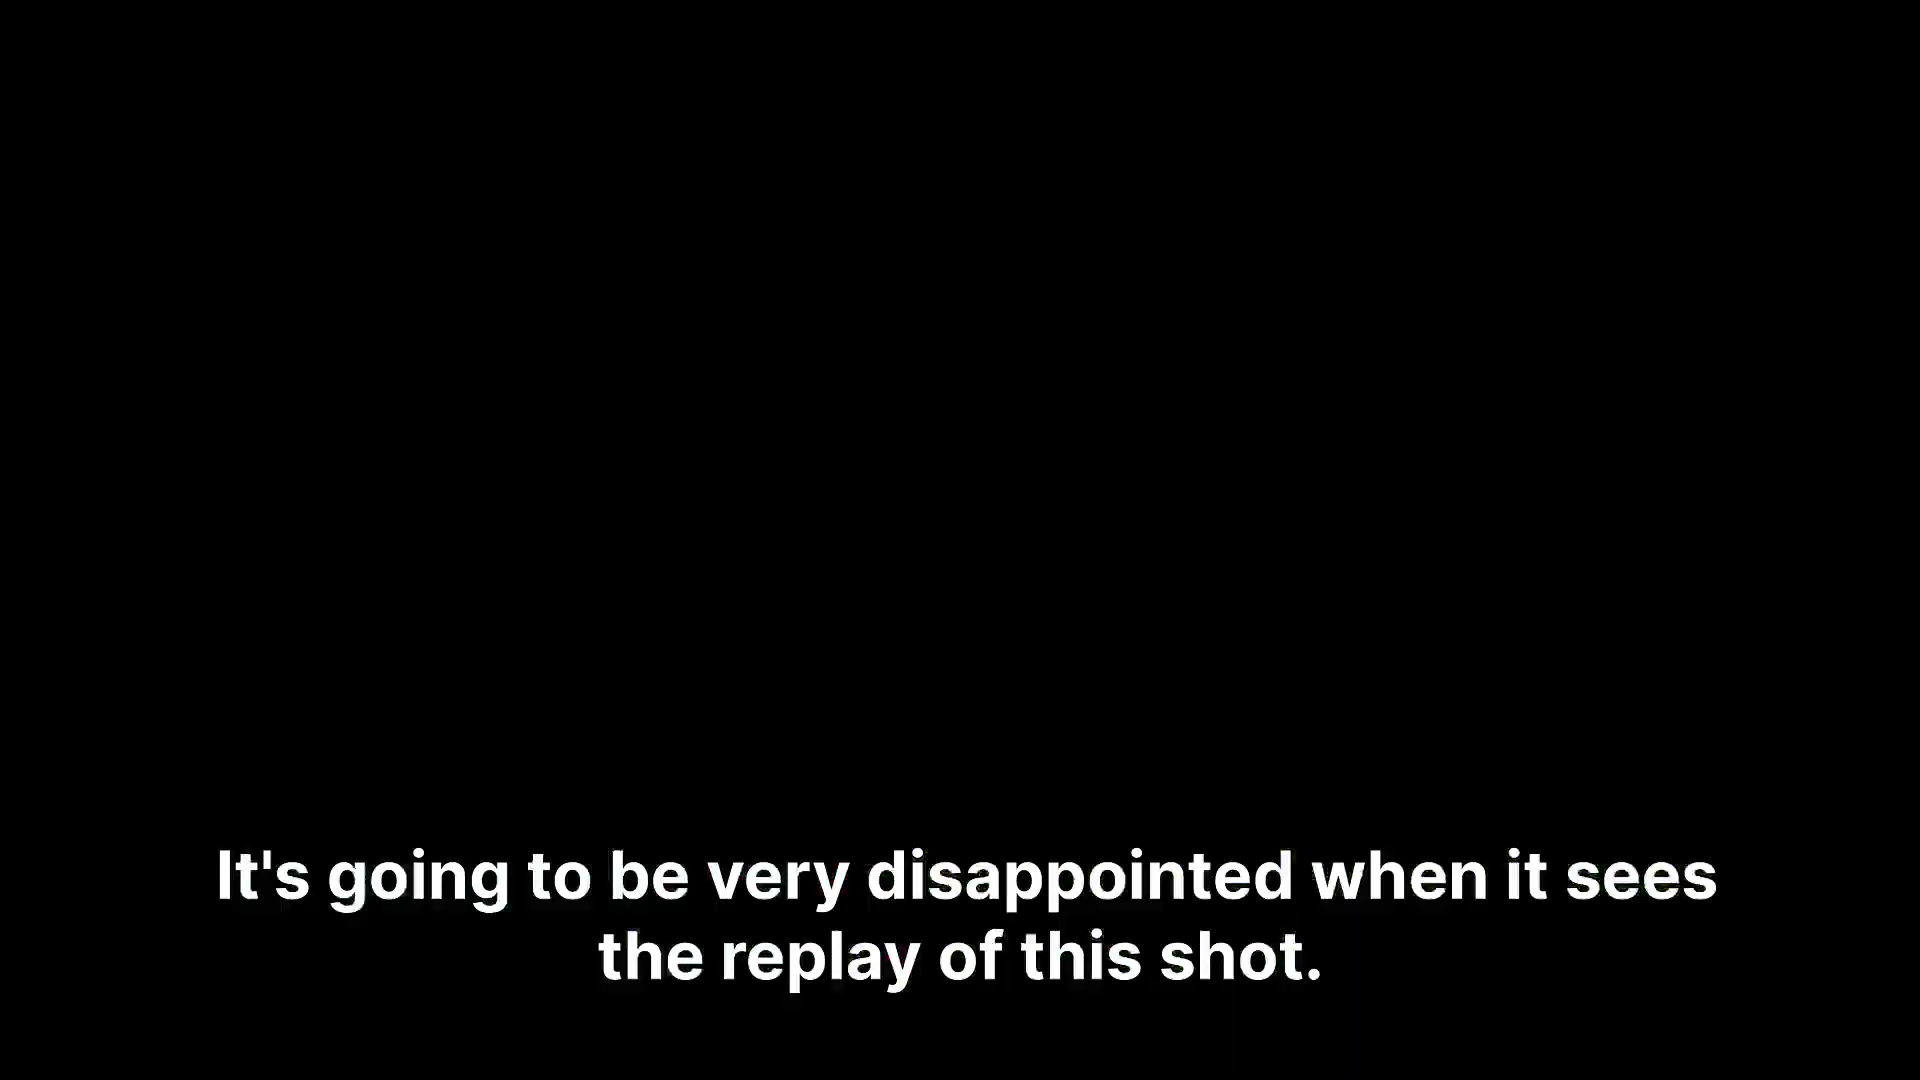 It's going to be very disappointed when it sees
the replay of this shot.